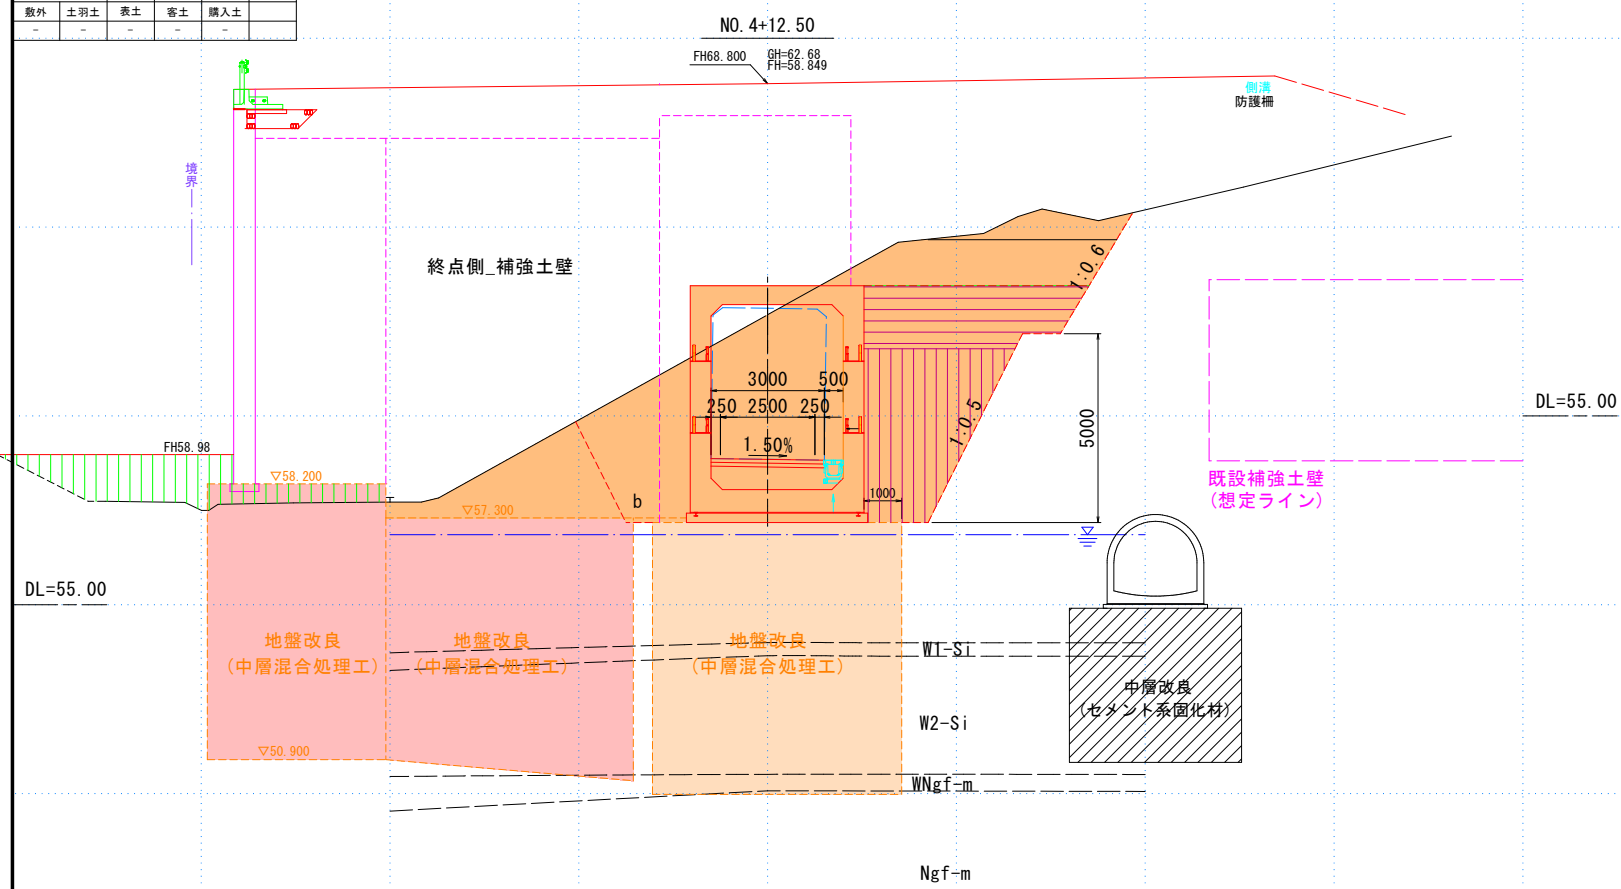 敷外 土羽土 表土 客土 購入土
- - - - -
NO.4+12.50
FH68.800
GH=62.68
FH=58.849
側溝
防護柵
境界
終点側_補強土壁
1:0.6
3000 500
250 2500 250
1.50%
1:0.5
5000
DL=55.00
FH58.98
▽58.200
既設補強土壁
(想定ライン)
b
1000
▽57.300
DL=55.00
地盤改良
(中層混合処理工)
地盤改良
(中層混合処理工)
地盤改良
(中層混合処理工)
W1-Si
中層改良
(セメント系固化材)
W2-Si
▽50.900
WNgf-m
Ngf-m